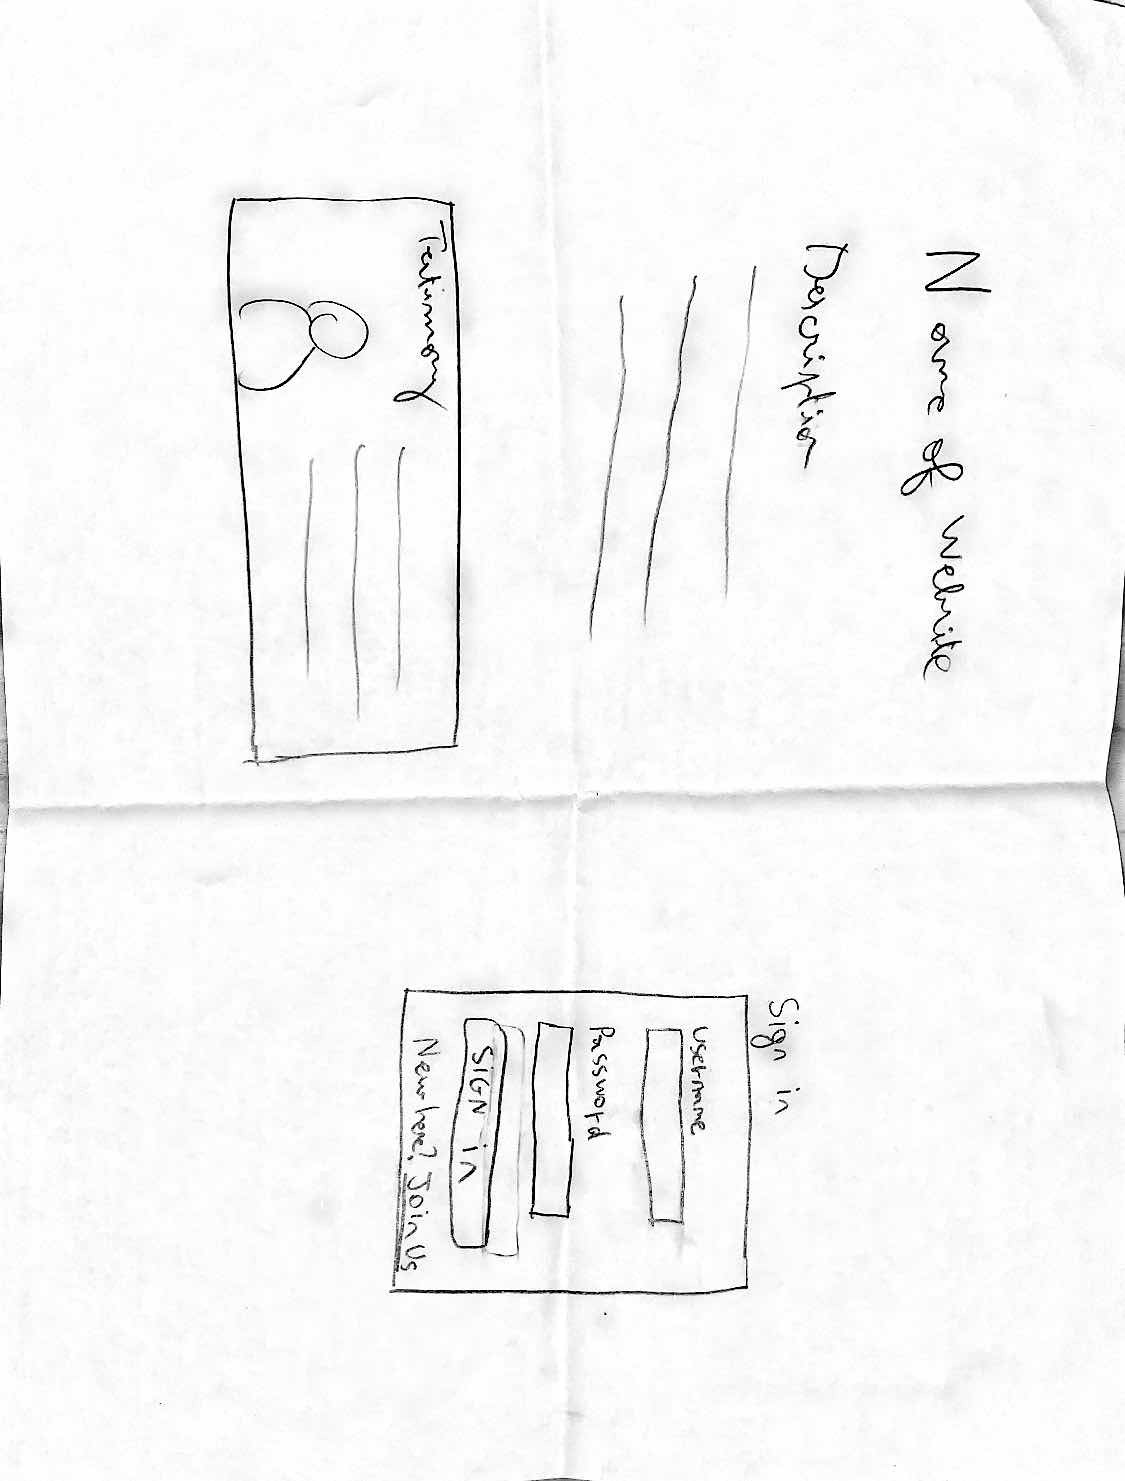 Name of Website
Description
Testimony
Sign in
Username
Password
SIGN in
New here? Join Us